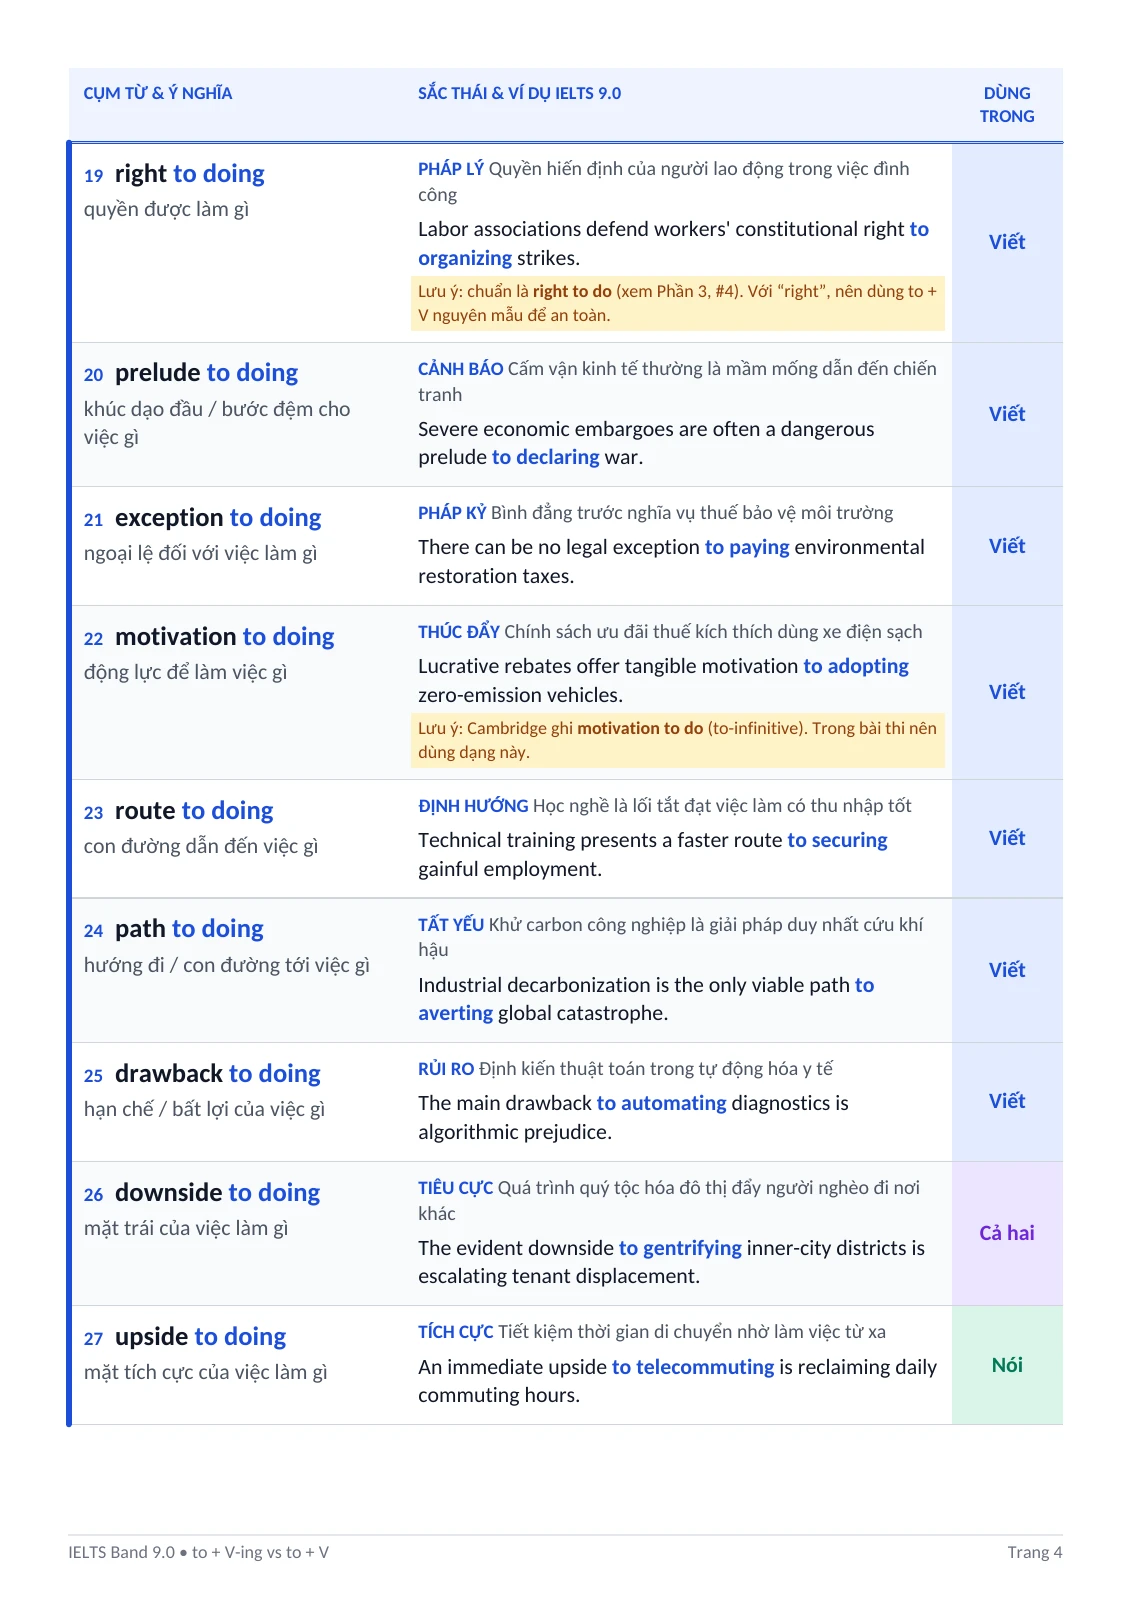 CỤM TỪ & Ý NGHĨA
SẮC THÁI & VÍ DỤ IELTS 9.0
DÙNG
TRONG
19 right to doing
quyền được làm gì
PHÁP LÝ Quyền hiến định của người lao động trong việc đình
công
Labor associations defend workers' constitutional right to
organizing strikes.
Lưu ý: chuẩn là right to do (xem Phần 3, #4). Với “right”, nên dùng to +
V nguyên mẫu để an toàn.
Viết
20 prelude to doing
khúc dạo đầu / bước đệm cho
việc gì
CẢNH BÁO Cấm vận kinh tế thường là mầm mống dẫn đến chiến
tranh
Severe economic embargoes are often a dangerous
prelude to declaring war.
Viết
21 exception to doing
ngoại lệ đối với việc làm gì
PHÁP KỶ Bình đẳng trước nghĩa vụ thuế bảo vệ môi trường
There can be no legal exception to paying environmental
restoration taxes.
Viết
22 motivation to doing
động lực để làm việc gì
THÚC ĐẨY Chính sách ưu đãi thuế kích thích dùng xe điện sạch
Lucrative rebates offer tangible motivation to adopting
zero-emission vehicles.
Lưu ý: Cambridge ghi motivation to do (to-infinitive). Trong bài thi nên
dùng dạng này.
Viết
23 route to doing
con đường dẫn đến việc gì
ĐỊNH HƯỚNG Học nghề là lối tắt đạt việc làm có thu nhập tốt
Technical training presents a faster route to securing
gainful employment.
Viết
24 path to doing
hướng đi / con đường tới việc gì
TẤT YẾU Khử carbon công nghiệp là giải pháp duy nhất cứu khí
hậu
Industrial decarbonization is the only viable path to
averting global catastrophe.
Viết
25 drawback to doing
hạn chế / bất lợi của việc gì
RỦI RO Định kiến thuật toán trong tự động hóa y tế
The main drawback to automating diagnostics is
algorithmic prejudice.
Viết
26 downside to doing
mặt trái của việc làm gì
TIÊU CỰC Quá trình quý tộc hóa đô thị đẩy người nghèo đi nơi
khác
The evident downside to gentrifying inner-city districts is
escalating tenant displacement.
Cả hai
27 upside to doing
mặt tích cực của việc làm gì
TÍCH CỰC Tiết kiệm thời gian di chuyển nhờ làm việc từ xa
An immediate upside to telecommuting is reclaiming daily
commuting hours.
Nói
IELTS Band 9.0 • to + V-ing vs to + V
Trang 4